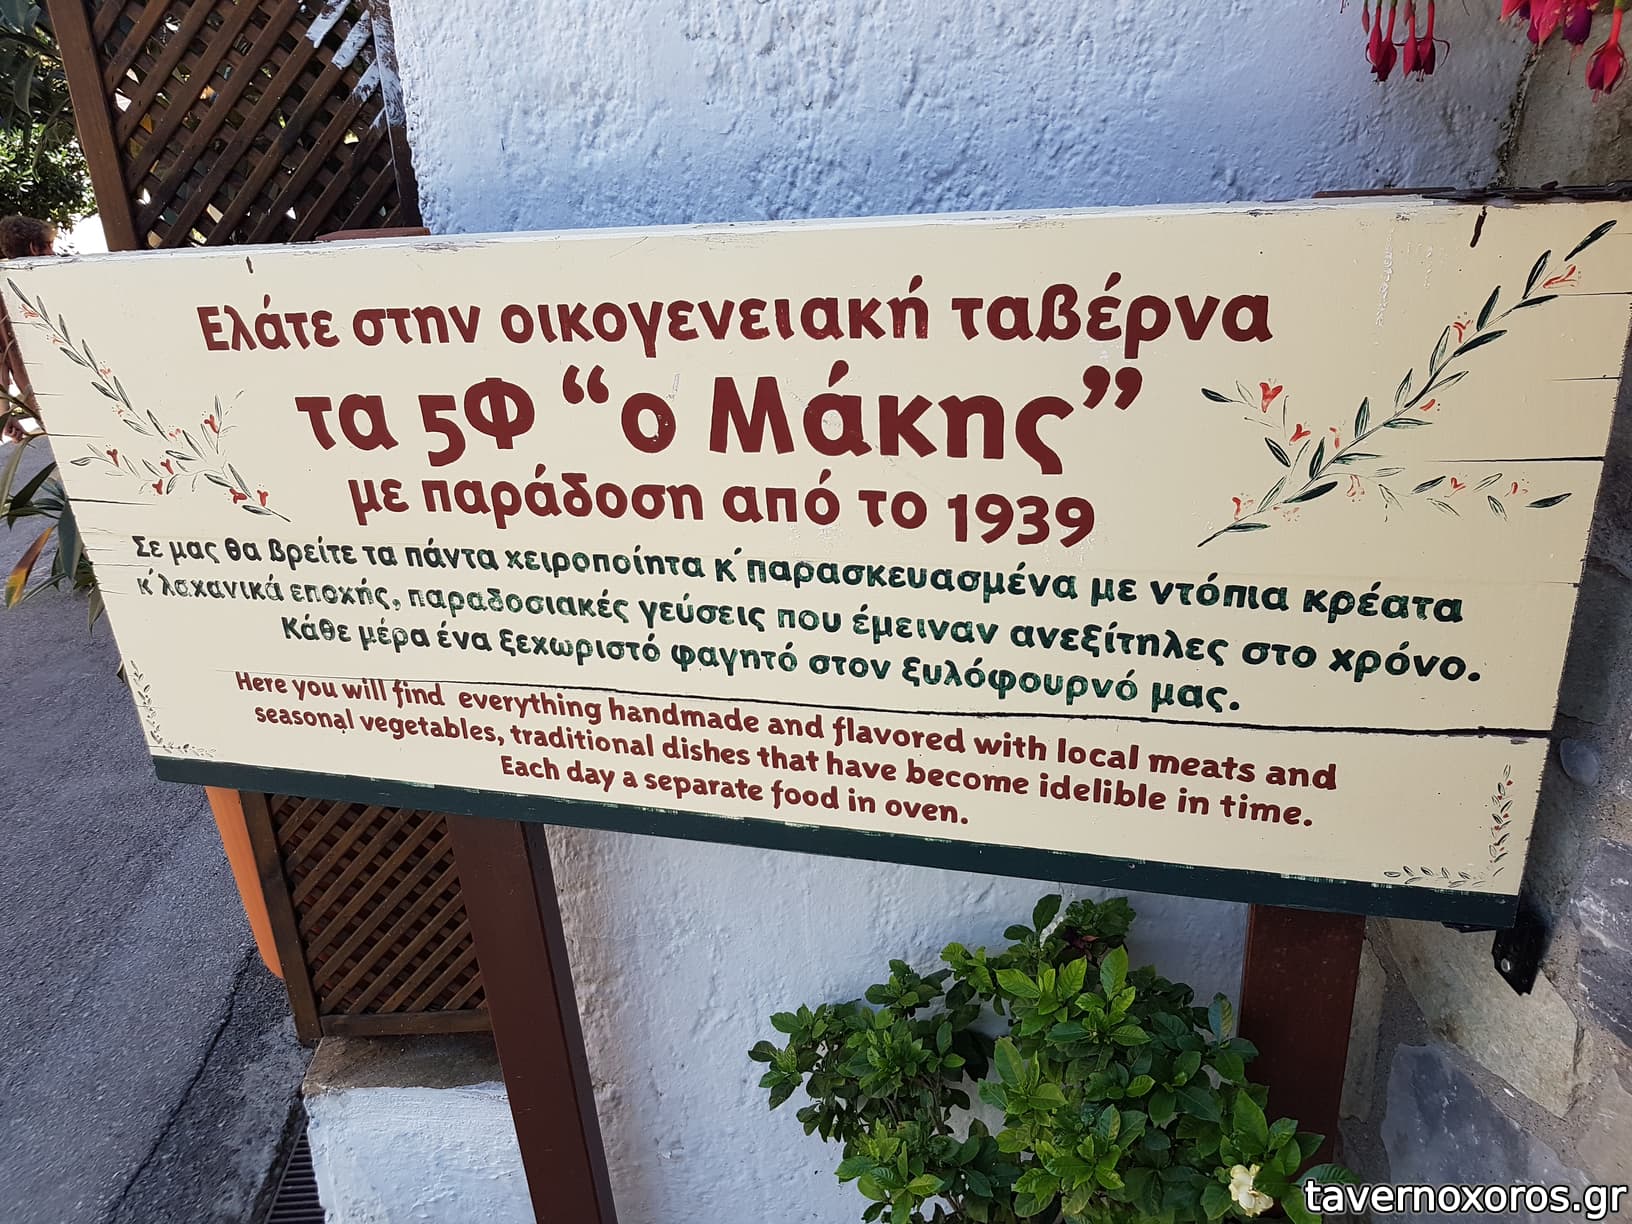 Ελάτε στην οικογενειακή ταβέρνα
τα 5Φ “ο Μάκης”
με παράδοση από το 1939
Σε μας θα βρείτε τα πάντα χειροποίητα κ΄ παρασκευασμένα με ντόπια κρέατα
κ΄ λαχανικά εποχής, παραδοσιακές γεύσεις που έμειναν ανεξίτηλες στο χρόνο.
Κάθε μέρα ένα ξεχωριστό φαγητό στον ξυλόφουρνό μας.
Here you will find everything handmade and flavored with local meats and
seasonal vegetables, traditional dishes that have become idelible in time.
Each day a separate food in oven.
tavernoxoros.gr